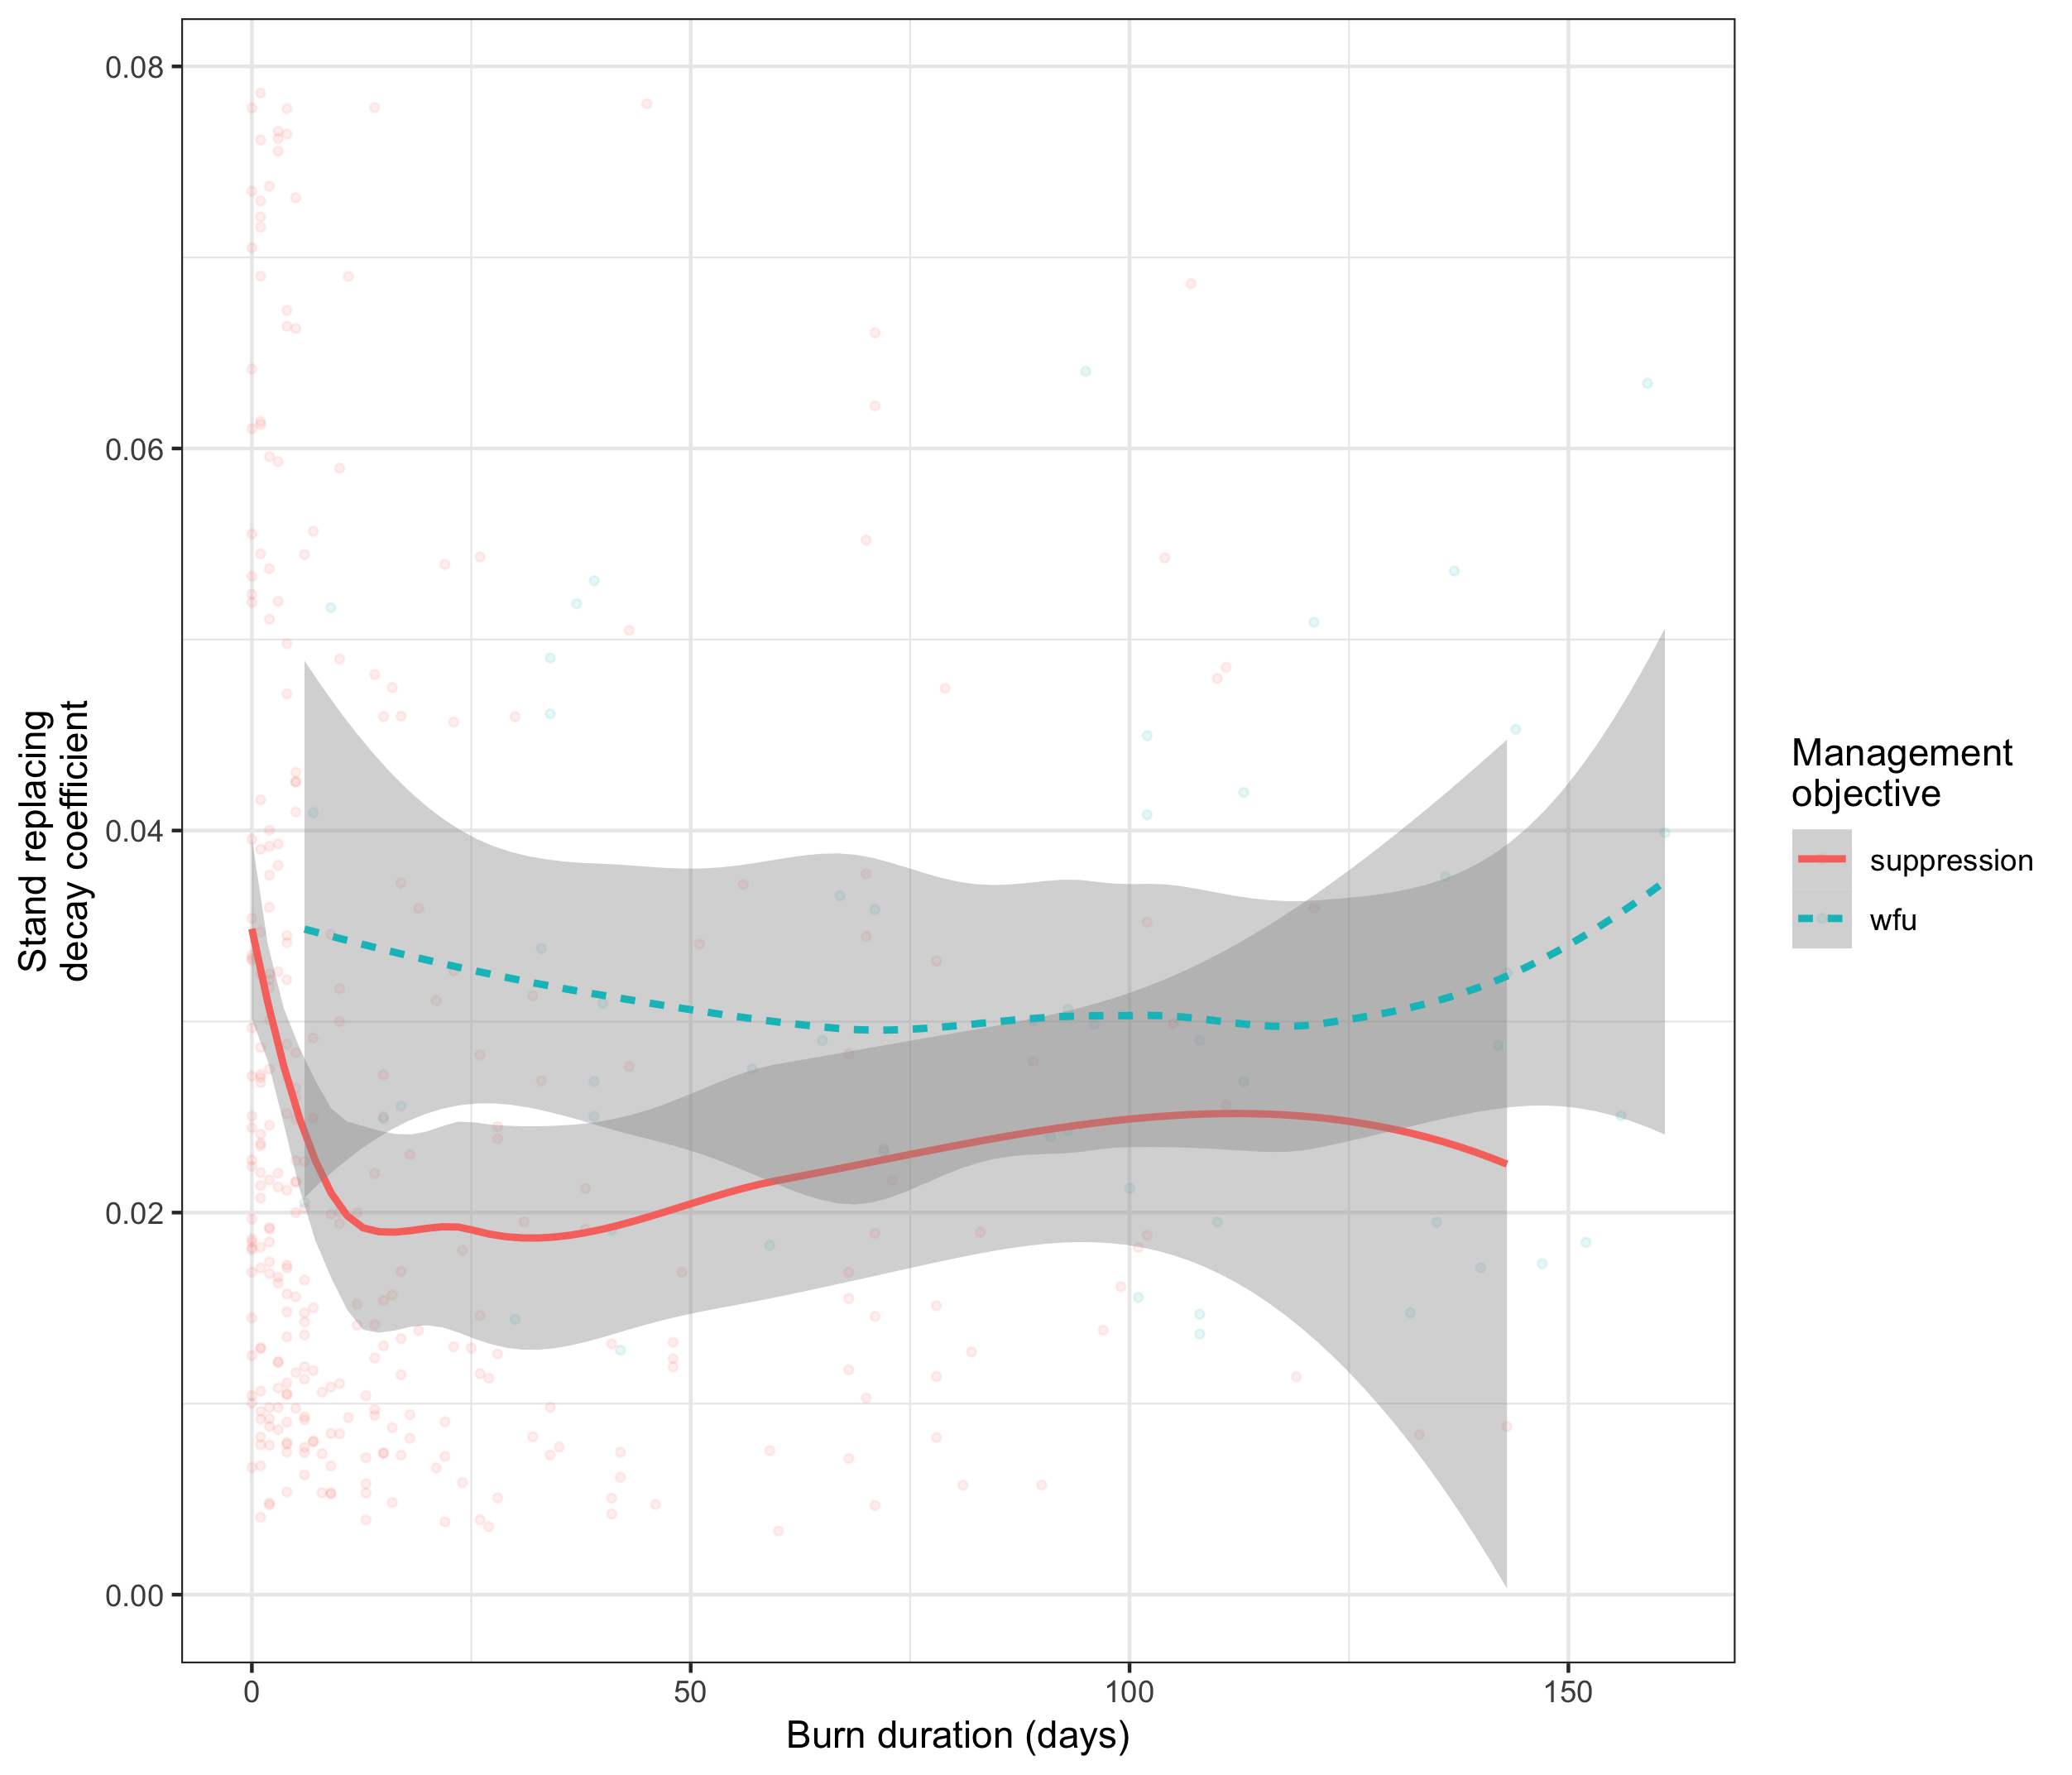 Stand replacing
decay coefficient
0.08
0.06
0.04
0.02
0.00
0
50
100
150
Burn duration (days)
Management
objective
suppression
wfu